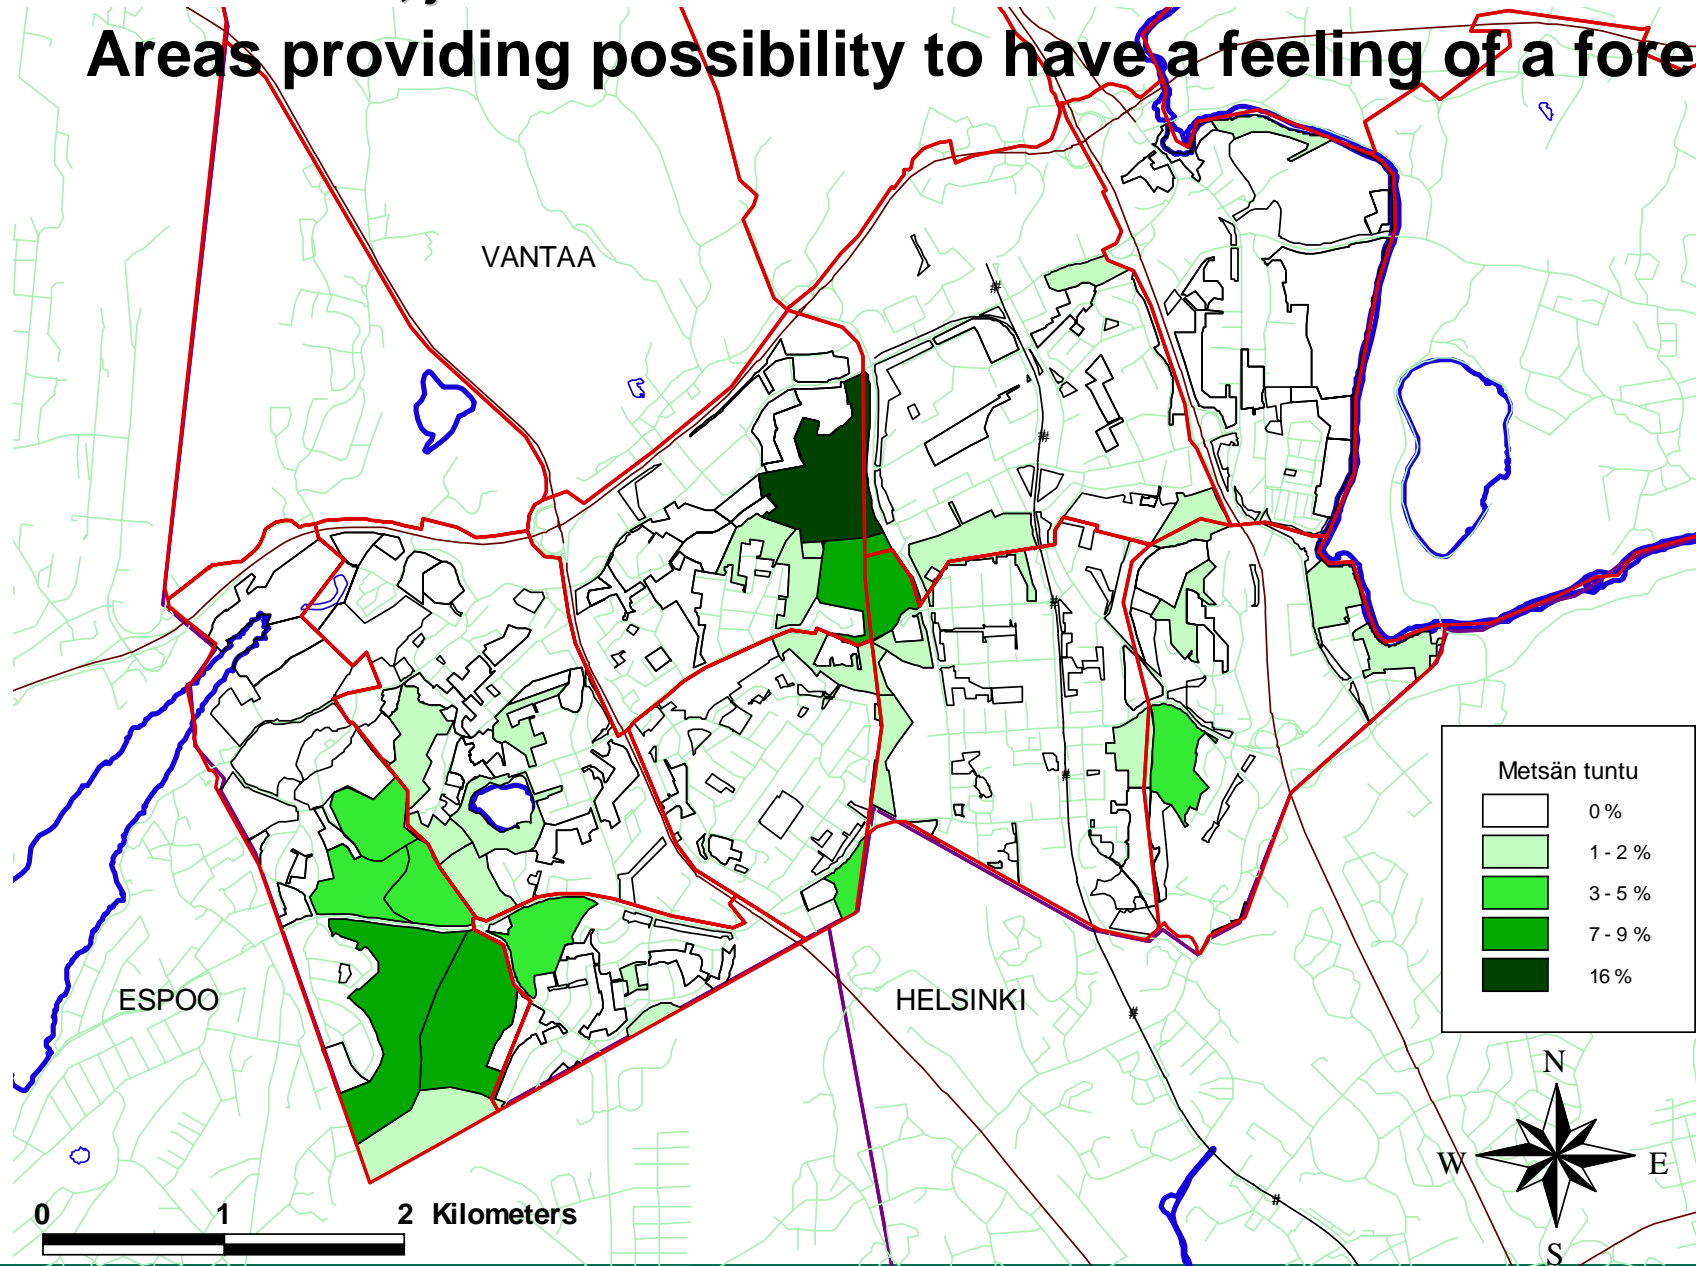 Areas providing possibility to have a feeling of a fore
VANTAA
Metsän tuntu
0 %
1 - 2 %
3 - 5 %
7 - 9 %
16 %
ESPOO
HELSINKI
N
W E
S
0 1 2 Kilometers